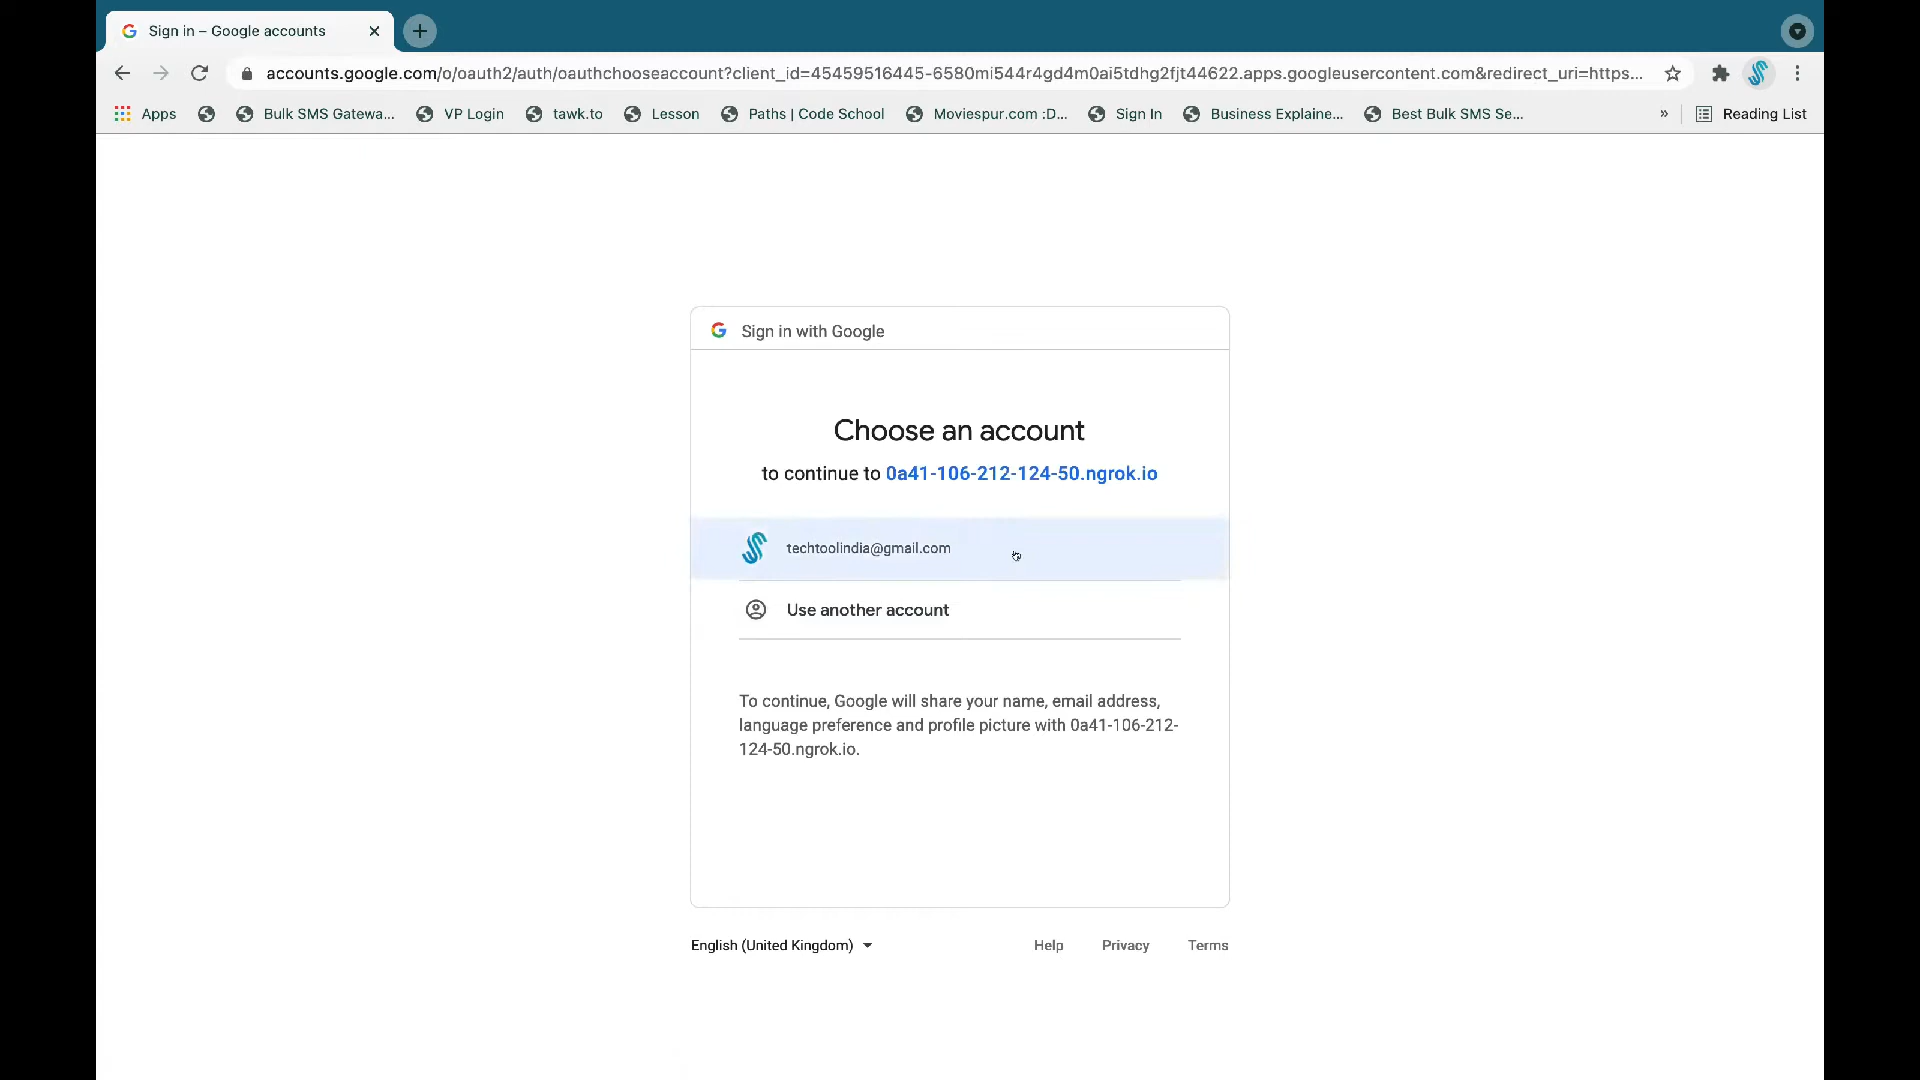 Sign in – Google accounts
accounts.google.com/o/oauth2/auth/oauthchooseaccount?client_id=45459516445-6580mi544r4gd4m0ai5tdhg2fjt44622.apps.googleusercontent.com&redirect_uri=https...
Apps
Bulk SMS Gatewa...
VP Login
tawk.to
Lesson
Paths | Code School
Moviespur.com :D...
Sign In
Business Explaine...
Best Bulk SMS Se...
»
Reading List
Sign in with Google
Choose an account
to continue to 0a41-106-212-124-50.ngrok.io
techtoolindia@gmail.com
Use another account
To continue, Google will share your name, email address,
language preference and profile picture with 0a41-106-212-
124-50.ngrok.io.
English (United Kingdom)
Help
Privacy
Terms